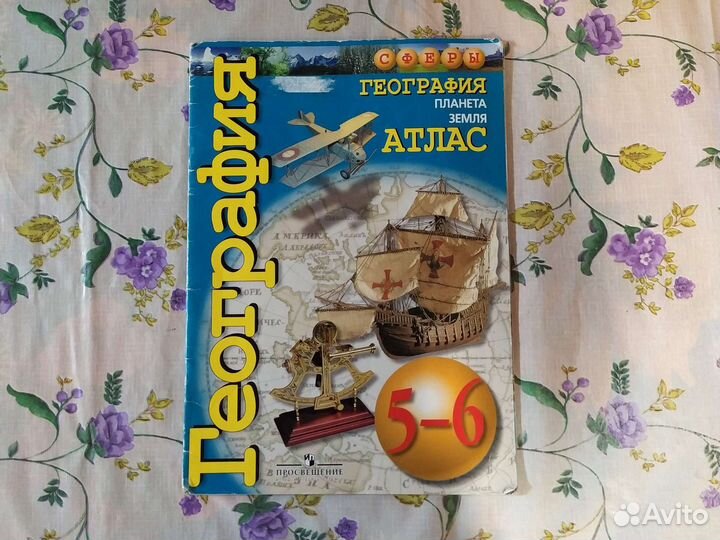 СФЕРЫ
ГЕОГРАФИЯ
ПЛАНЕТА
ЗЕМЛЯ
АТЛАС
География
5–6
ПРОСВЕЩЕНИЕ
Avito